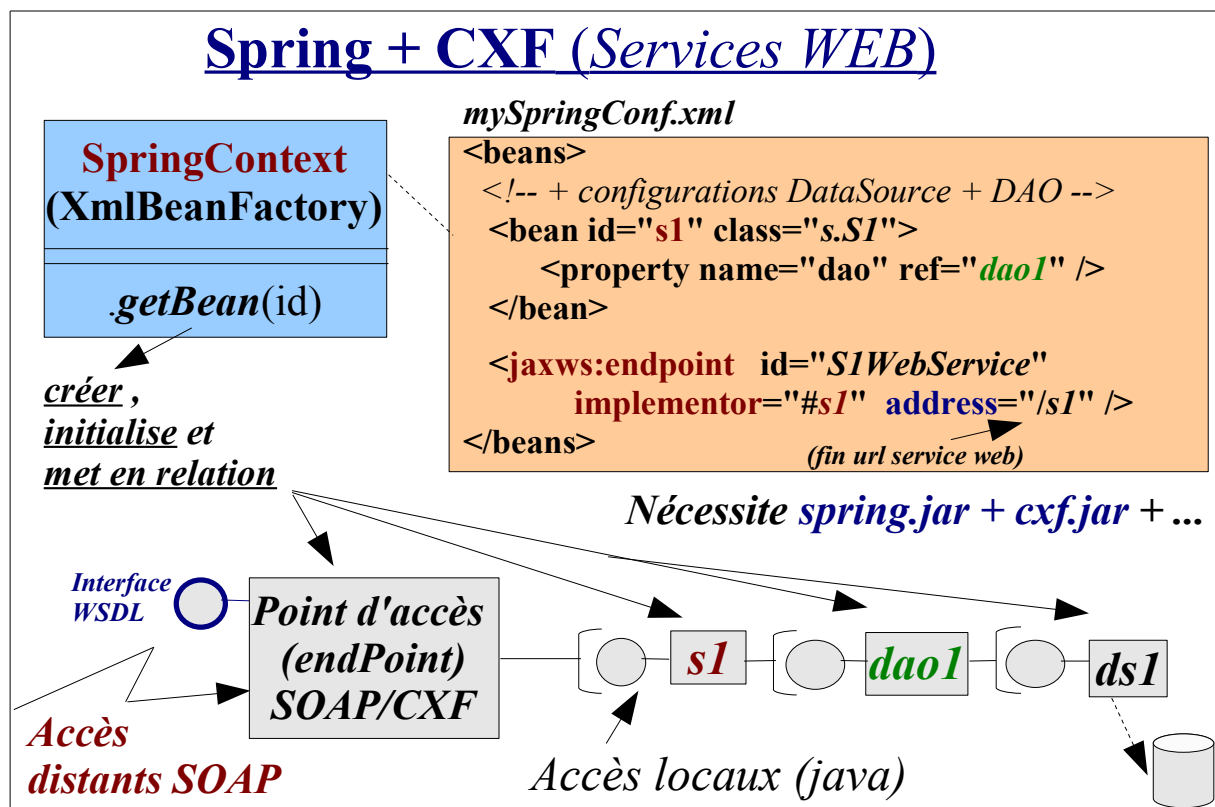 Spring + CXF (Services WEB)
mySpringConf.xml
SpringContext
(XmlBeanFactory)
.getBean(id)
<beans>
<!-- + configurations DataSource + DAO -->
<bean id="s1" class="s.S1">
<property name="dao" ref="dao1" />
</bean>
<jaxws:endpoint id="S1WebService"
implementor="#s1" address="/s1" />
</beans>
(fin url service web)
créer ,
initialise et
met en relation
Nécessite spring.jar + cxf.jar + ...
Interface
WSDL
Point d'accès
(endPoint)
SOAP/CXF
s1
dao1
ds1
Accès
distants SOAP
Accès locaux (java)